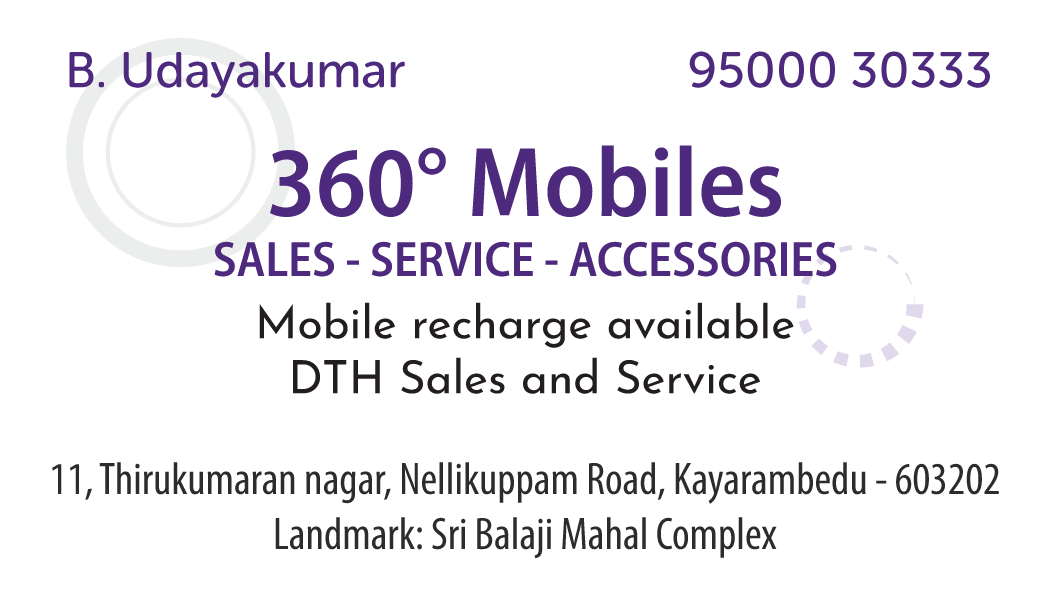 B. Udayakumar 95000 30333
360° Mobiles
SALES - SERVICE - ACCESSORIES
Mobile recharge available
DTH Sales and Service
11, Thirukumaran nagar, Nellikuppam Road, Kayarambedu - 603202
Landmark: Sri Balaji Mahal Complex